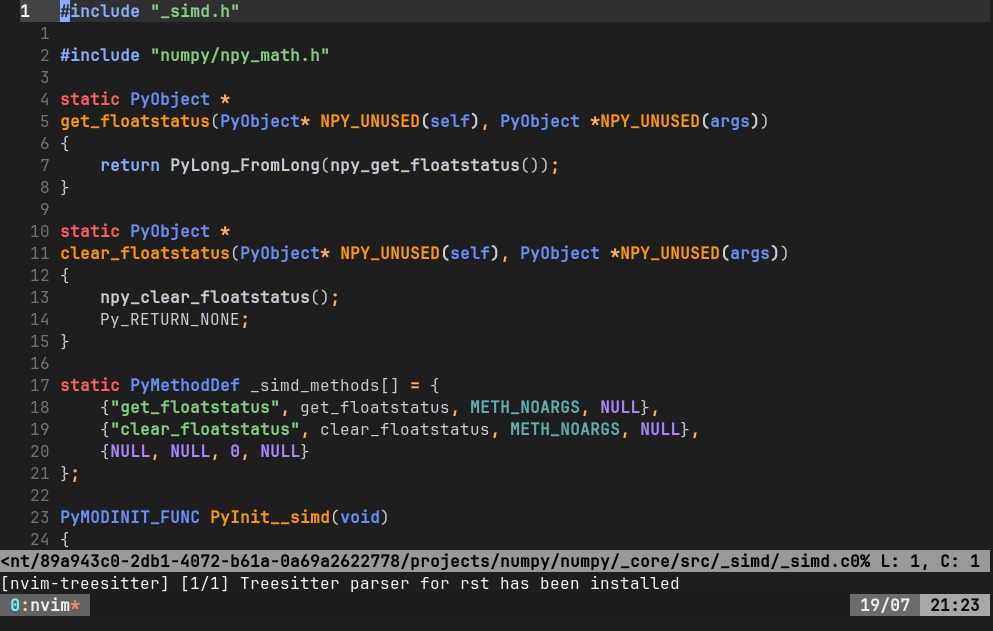 1   #include "_simd.h"
  1
  2 #include "numpy/npy_math.h"
  3
  4 static PyObject *
  5 get_floatstatus(PyObject* NPY_UNUSED(self), PyObject *NPY_UNUSED(args))
  6 {
  7     return PyLong_FromLong(npy_get_floatstatus());
  8 }
  9
 10 static PyObject *
 11 clear_floatstatus(PyObject* NPY_UNUSED(self), PyObject *NPY_UNUSED(args))
 12 {
 13     npy_clear_floatstatus();
 14     Py_RETURN_NONE;
 15 }
 16
 17 static PyMethodDef _simd_methods[] = {
 18     {"get_floatstatus", get_floatstatus, METH_NOARGS, NULL},
 19     {"clear_floatstatus", clear_floatstatus, METH_NOARGS, NULL},
 20     {NULL, NULL, 0, NULL}
 21 };
 22
 23 PyMODINIT_FUNC PyInit__simd(void)
 24 {
<nt/89a943c0-2db1-4072-b61a-0a69a2622778/projects/numpy/numpy/_core/src/_simd/_simd.c0% L: 1, C: 1
[nvim-treesitter] [1/1] Treesitter parser for rst has been installed
0:nvim* 19/07 21:23